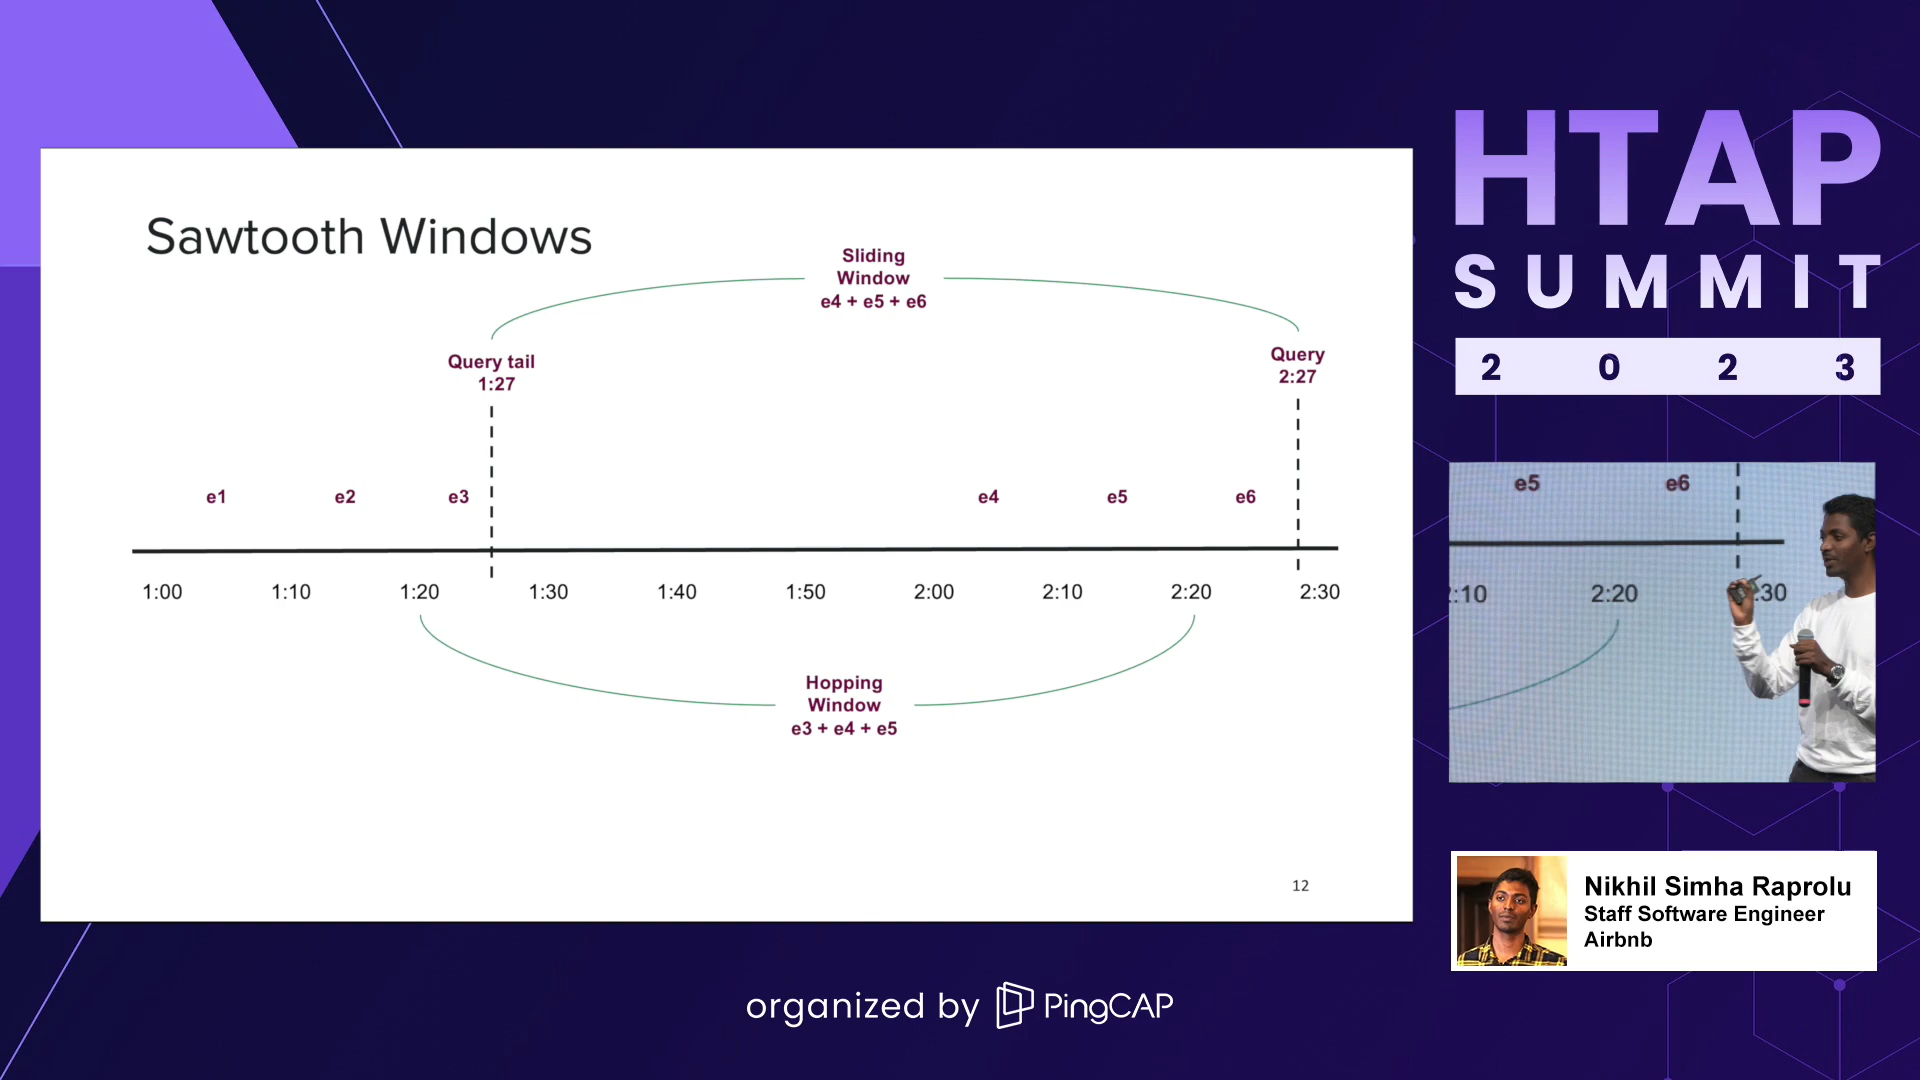 Sawtooth Windows
Sliding
Window
e4 + e5 + e6
Query tail
1:27
Query
2:27
e1 e2 e3 e4 e5 e6
1:00 1:10 1:20 1:30 1:40 1:50 2:00 2:10 2:20 2:30
Hopping
Window
e3 + e4 + e5
12
HTAP
SUMMIT
2 0 2 3
e5 e6
:10 2:20 :30
Nikhil Simha Raprolu
Staff Software Engineer
Airbnb
organized by PingCAP